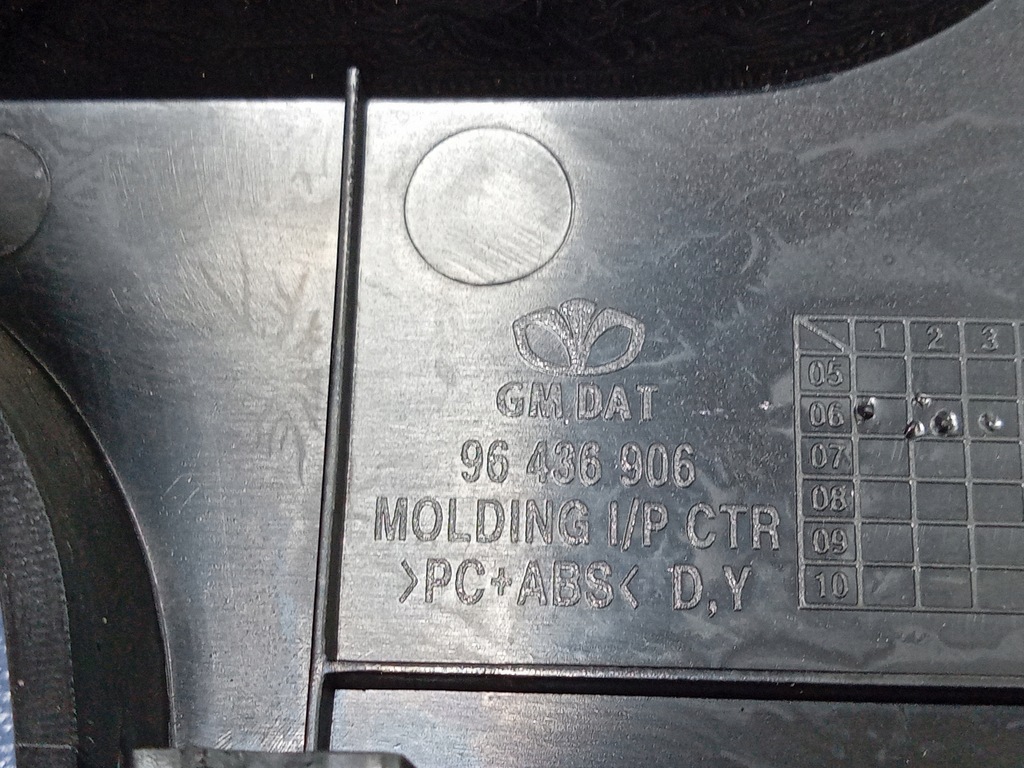 GM DAT
96 436 906
MOLDING I/P CTR
>PC+ABS< D,Y
1 2 3
05
06
07
08
09
10